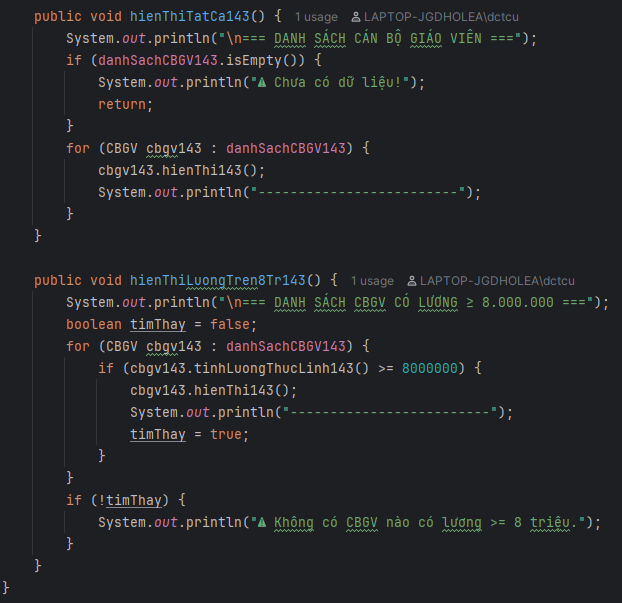 public void hienThiTatCa143() { 1 usage LAPTOP-JGDHOLEA\dctcu
System.out.println("\n=== DANH SÁCH CÁN BỘ GIÁO VIÊN ===");
if (danhSachCBGV143.isEmpty()) {
System.out.println("⚠ Chưa có dữ liệu!");
return;
}
for (CBGV cbgv143 : danhSachCBGV143) {
cbgv143.hienThi143();
System.out.println("-------------------------");
}
}
public void hienThiLuongTren8Tr143() { 1 usage LAPTOP-JGDHOLEA\dctcu
System.out.println("\n=== DANH SÁCH CBGV CÓ LƯƠNG ≥ 8.000.000 ===");
boolean timThay = false;
for (CBGV cbgv143 : danhSachCBGV143) {
if (cbgv143.tinhLuongThucLinh143() >= 8000000) {
cbgv143.hienThi143();
System.out.println("-------------------------");
timThay = true;
}
}
if (!timThay) {
System.out.println("⚠ Không có CBGV nào có lương >= 8 triệu.");
}
}
}